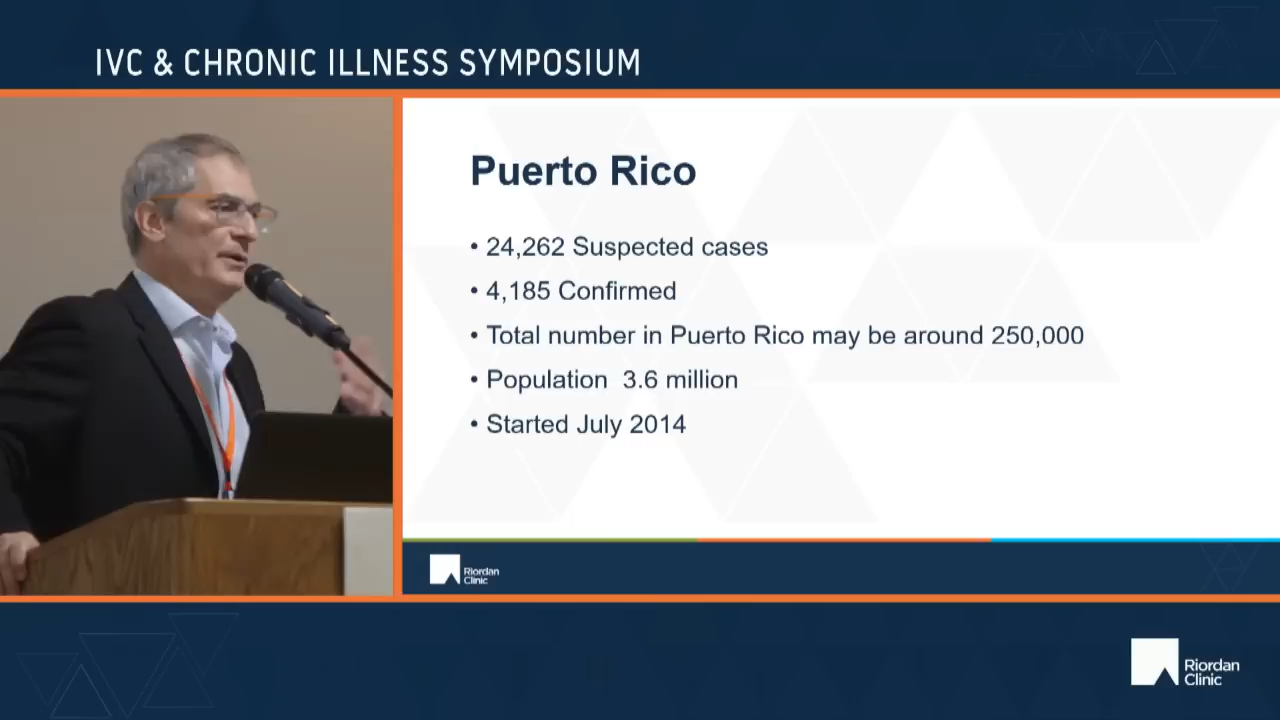 IVC & CHRONIC ILLNESS SYMPOSIUM
Puerto Rico
• 24,262 Suspected cases
• 4,185 Confirmed
• Total number in Puerto Rico may be around 250,000
• Population  3.6 million
• Started July 2014
Riordan
Clinic
Riordan
Clinic